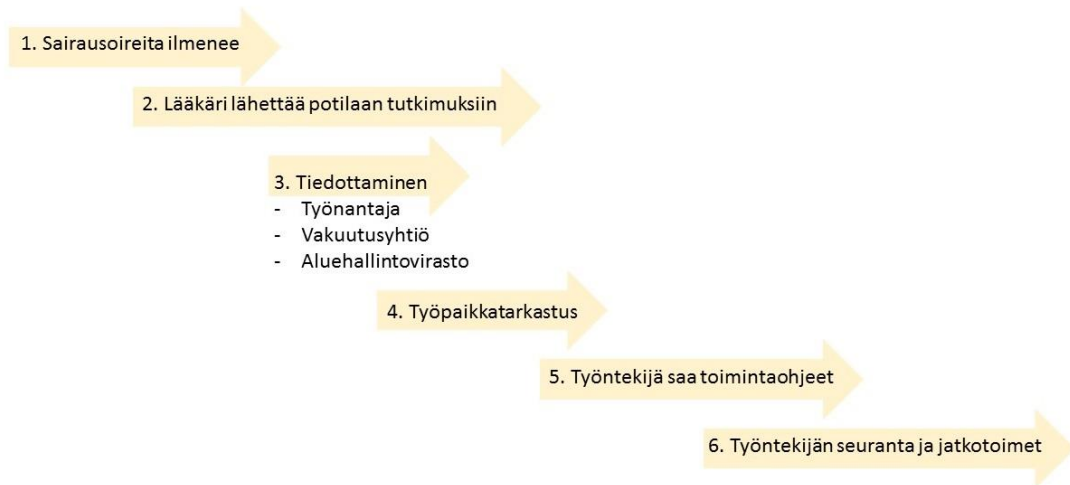 1. Sairausoireita ilmenee
2. Lääkäri lähettää potilaan tutkimuksiin
3. Tiedottaminen
- Työnantaja
- Vakuutusyhtiö
- Aluehallintovirasto
4. Työpaikkatarkastus
5. Työntekijä saa toimintaohjeet
6. Työntekijän seuranta ja jatkotoimet